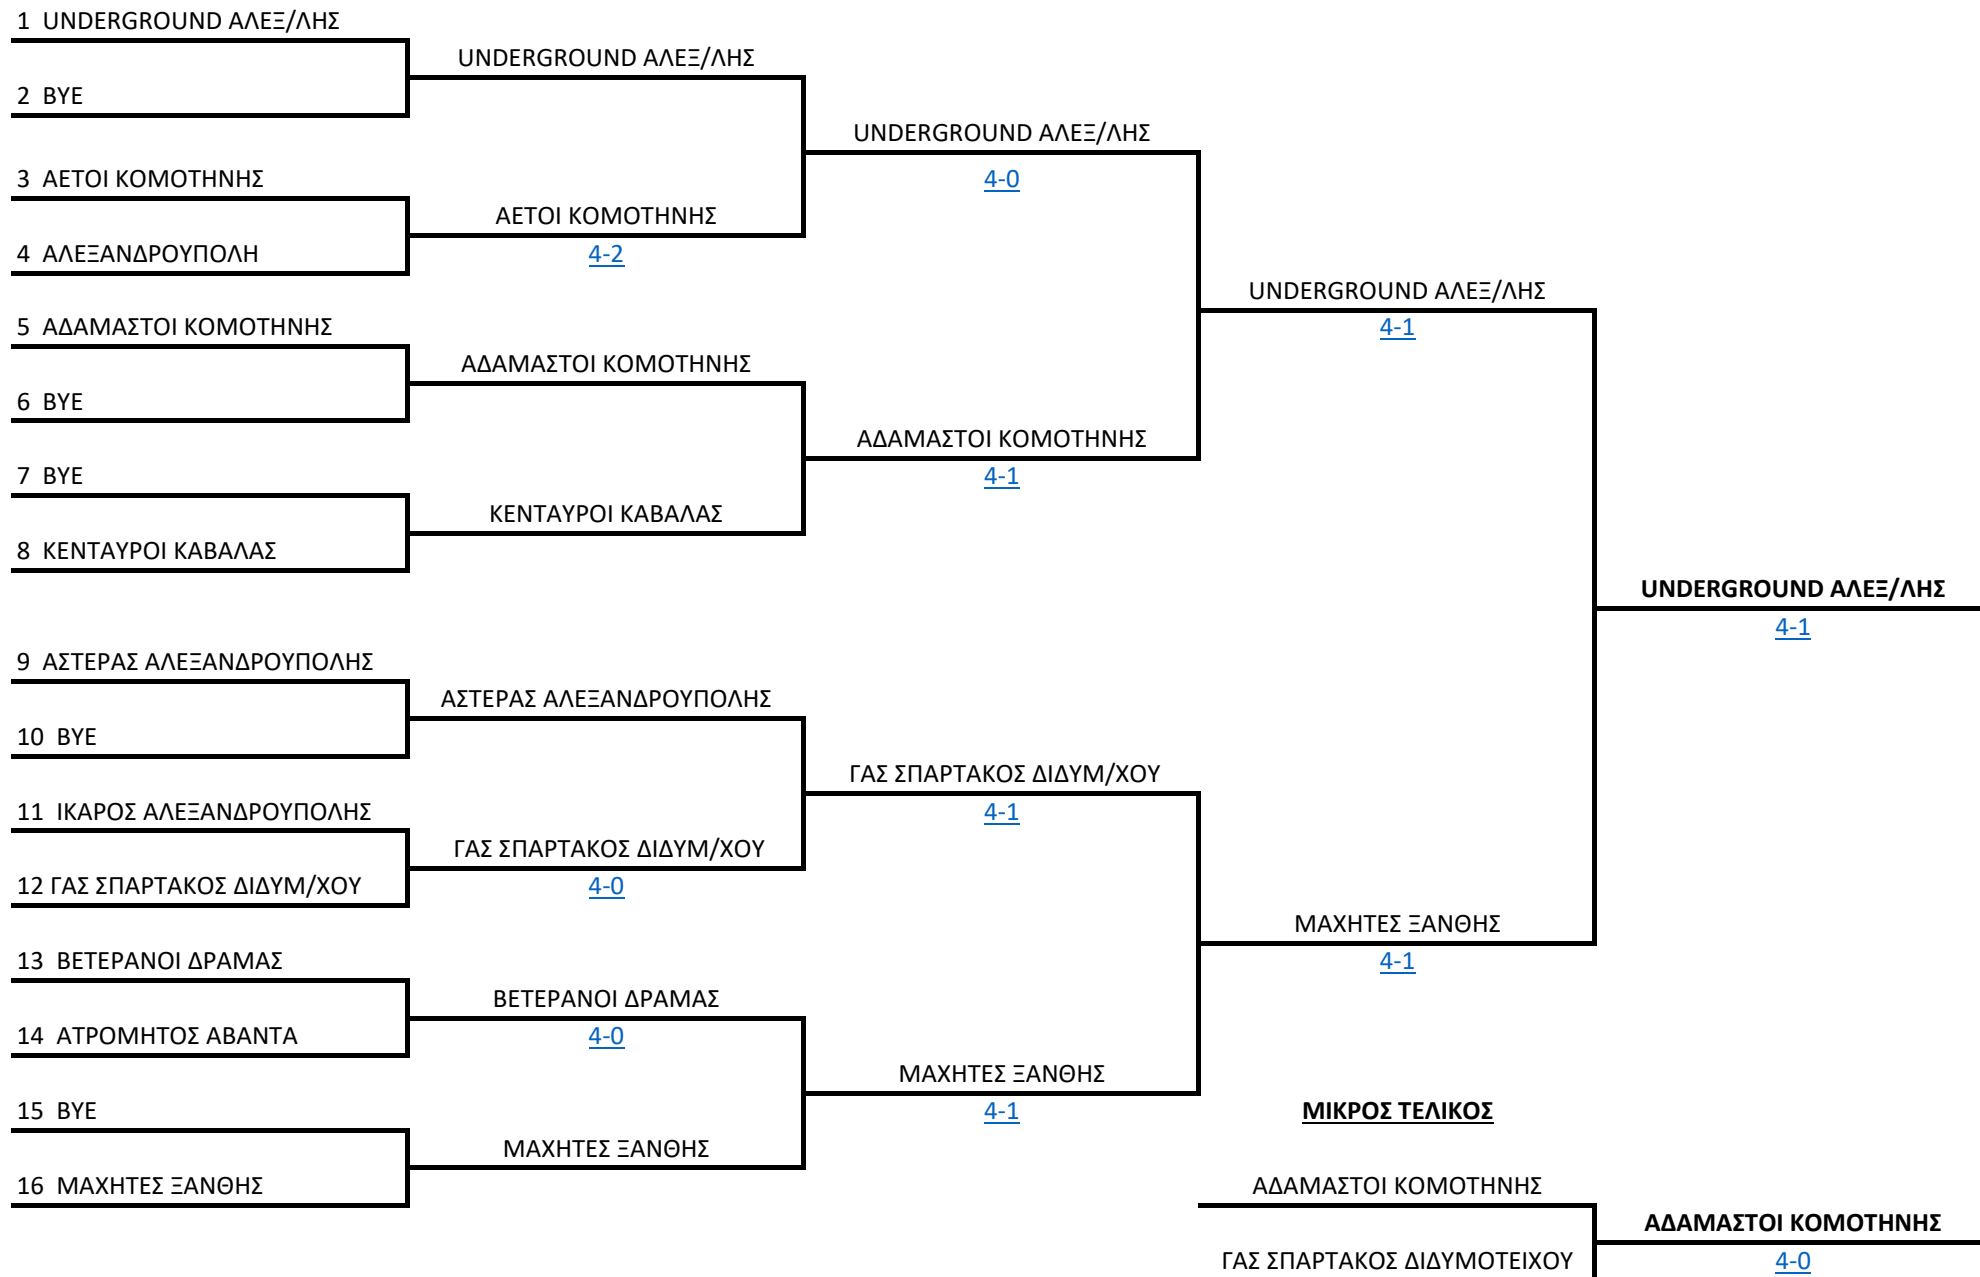 1 UNDERGROUND ΑΛΕΞ/ΛΗΣ
2 BYE
3 ΑΕΤΟΙ ΚΟΜΟΤΗΝΗΣ
4 ΑΛΕΞΑΝΔΡΟΥΠΟΛΗ
5 ΑΔΑΜΑΣΤΟΙ ΚΟΜΟΤΗΝΗΣ
6 BYE
7 BYE
8 ΚΕΝΤΑΥΡΟΙ ΚΑΒΑΛΑΣ
9 ΑΣΤΕΡΑΣ ΑΛΕΞΑΝΔΡΟΥΠΟΛΗΣ
10 BYE
11 ΙΚΑΡΟΣ ΑΛΕΞΑΝΔΡΟΥΠΟΛΗΣ
12 ΓΑΣ ΣΠΑΡΤΑΚΟΣ ΔΙΔΥΜ/ΧΟΥ
13 ΒΕΤΕΡΑΝΟΙ ΔΡΑΜΑΣ
14 ΑΤΡΟΜΗΤΟΣ ΑΒΑΝΤΑ
15 BYE
16 ΜΑΧΗΤΕΣ ΞΑΝΘΗΣ
UNDERGROUND ΑΛΕΞ/ΛΗΣ
ΑΕΤΟΙ ΚΟΜΟΤΗΝΗΣ
4-2
ΑΔΑΜΑΣΤΟΙ ΚΟΜΟΤΗΝΗΣ
ΚΕΝΤΑΥΡΟΙ ΚΑΒΑΛΑΣ
ΑΣΤΕΡΑΣ ΑΛΕΞΑΝΔΡΟΥΠΟΛΗΣ
ΓΑΣ ΣΠΑΡΤΑΚΟΣ ΔΙΔΥΜ/ΧΟΥ
4-0
ΒΕΤΕΡΑΝΟΙ ΔΡΑΜΑΣ
4-0
ΜΑΧΗΤΕΣ ΞΑΝΘΗΣ
UNDERGROUND ΑΛΕΞ/ΛΗΣ
4-0
ΑΔΑΜΑΣΤΟΙ ΚΟΜΟΤΗΝΗΣ
4-1
ΓΑΣ ΣΠΑΡΤΑΚΟΣ ΔΙΔΥΜ/ΧΟΥ
4-1
ΜΑΧΗΤΕΣ ΞΑΝΘΗΣ
4-1
UNDERGROUND ΑΛΕΞ/ΛΗΣ
4-1
ΜΑΧΗΤΕΣ ΞΑΝΘΗΣ
4-1
UNDERGROUND ΑΛΕΞ/ΛΗΣ
4-1
ΜΙΚΡΟΣ ΤΕΛΙΚΟΣ
ΑΔΑΜΑΣΤΟΙ ΚΟΜΟΤΗΝΗΣ
ΓΑΣ ΣΠΑΡΤΑΚΟΣ ΔΙΔΥΜΟΤΕΙΧΟΥ
ΑΔΑΜΑΣΤΟΙ ΚΟΜΟΤΗΝΗΣ
4-0